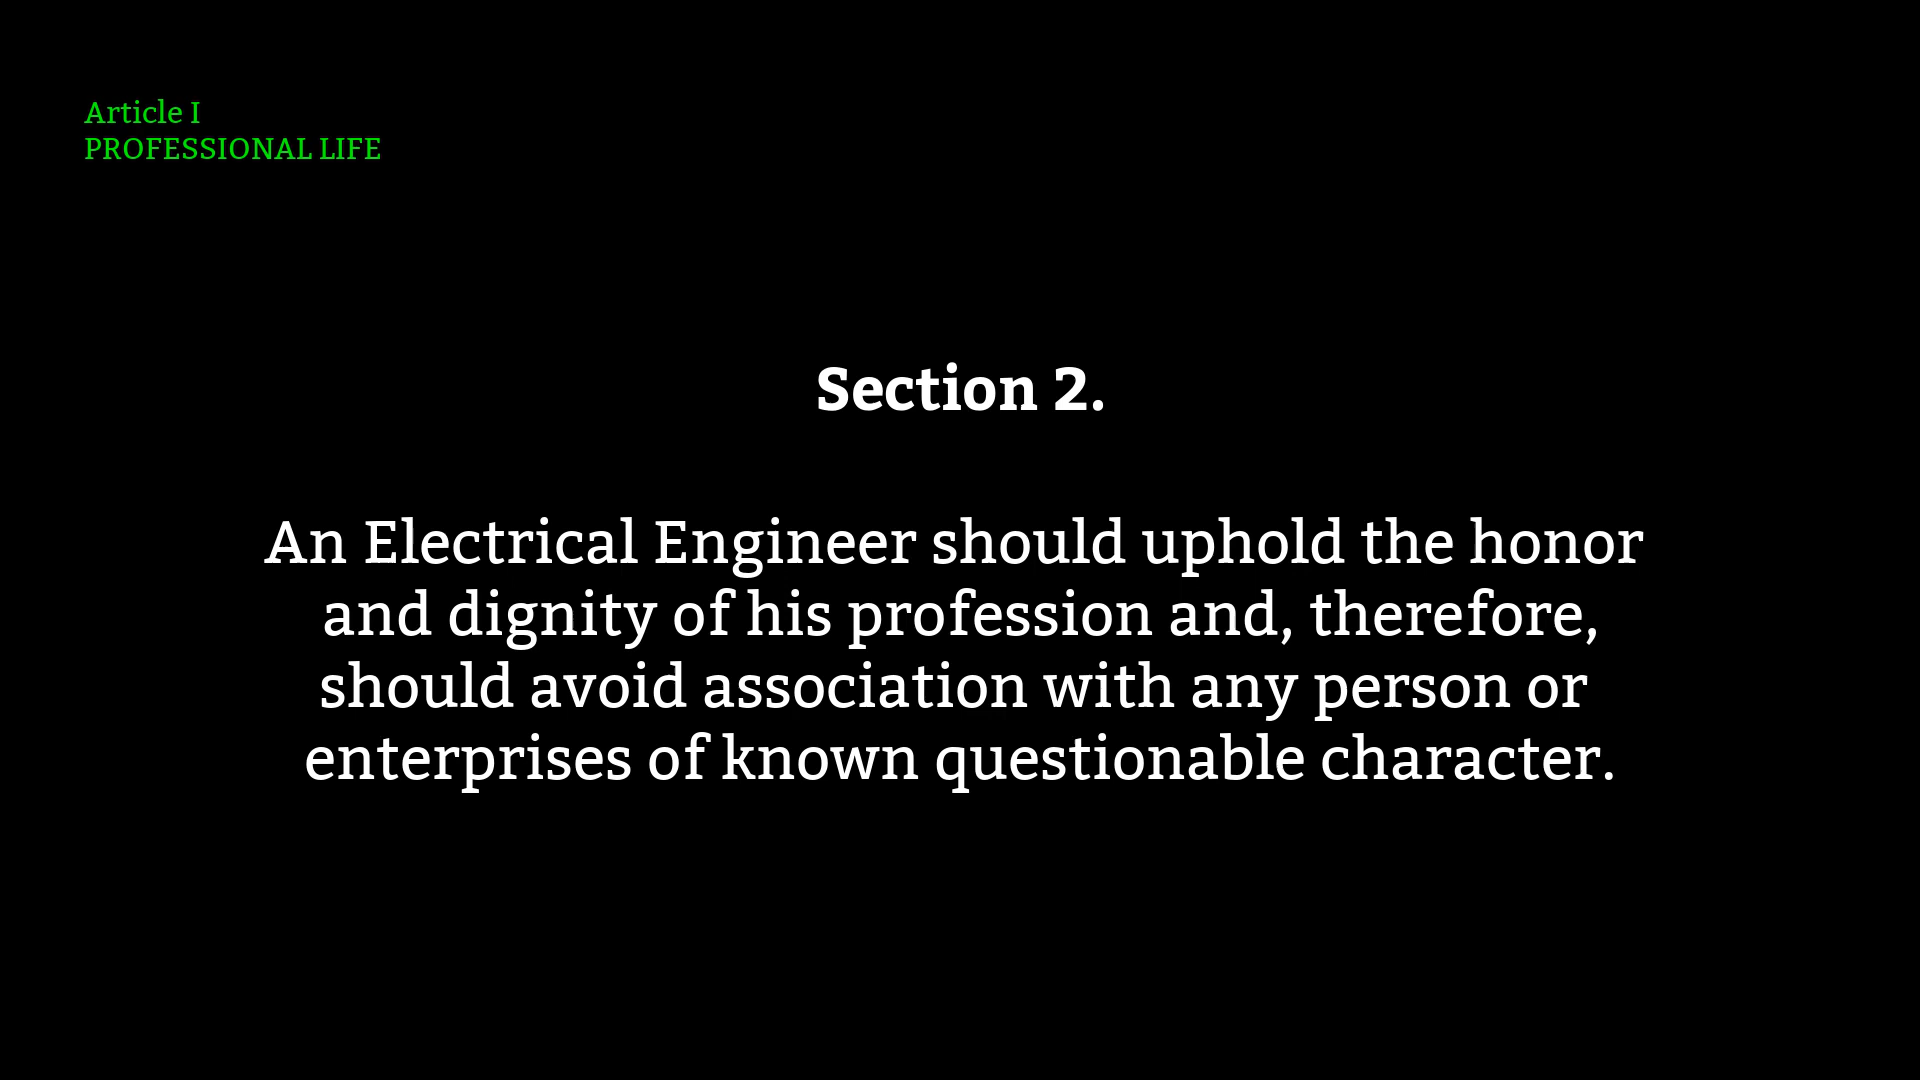 Article I
PROFESSIONAL LIFE
Section 2.
An Electrical Engineer should uphold the honor
and dignity of his profession and, therefore,
should avoid association with any person or
enterprises of known questionable character.